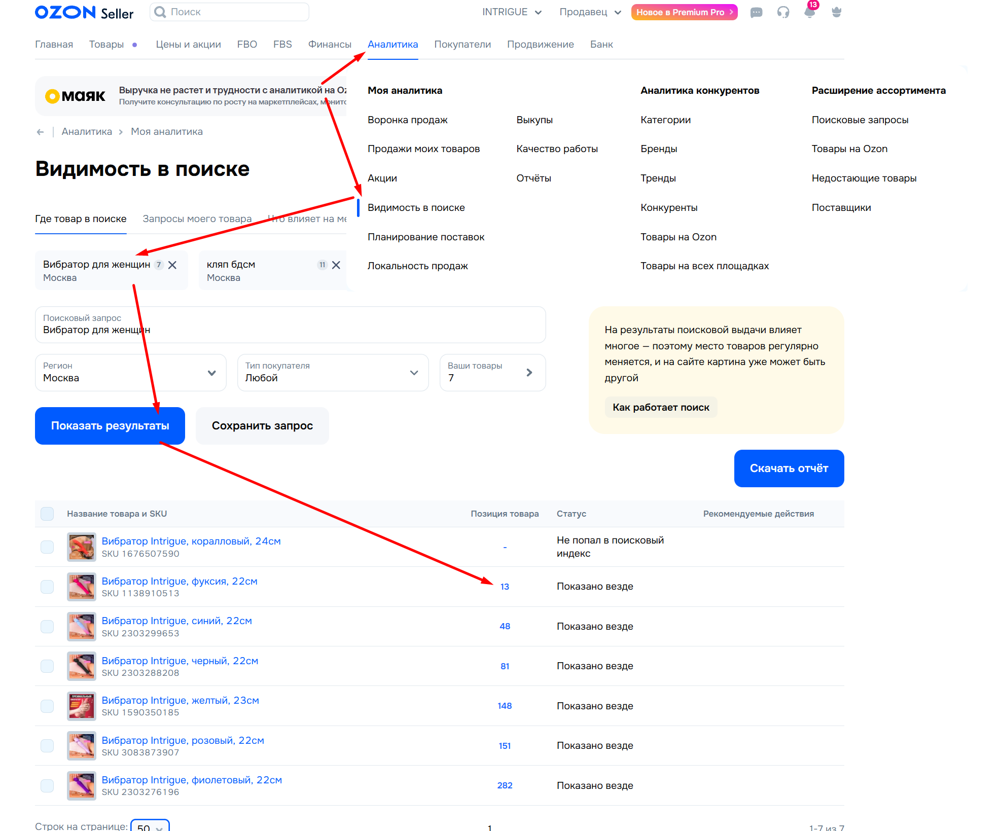 OZON Seller
Поиск
INTRIGUE
Продавец
Новое в Premium Pro
13
Главная
Товары
Цены и акции
FBO
FBS
Финансы
Аналитика
Покупатели
Продвижение
Банк
маяк
Выручка не растет и трудности с аналитикой на Oz
Получите консультацию по росту на маркетплейсах, монито
Аналитика
Моя аналитика
Видимость в поиске
Где товар в поиске
Запросы моего товара
Что влияет на ме
Моя аналитика
Воронка продаж
Продажи моих товаров
Акции
Видимость в поиске
Планирование поставок
Локальность продаж
Выкупы
Качество работы
Отчёты
Аналитика конкурентов
Категории
Бренды
Тренды
Конкуренты
Товары на Ozon
Товары на всех площадках
Расширение ассортимента
Поисковые запросы
Товары на Ozon
Недостающие товары
Поставщики
Вибратор для женщин 7
Москва
кляп бдсм 11
Москва
Поисковый запрос
Вибратор для женщин
Регион
Москва
Тип покупателя
Любой
Ваши товары
7
Показать результаты
Сохранить запрос
На результаты поисковой выдачи влияет
многое — поэтому место товаров регулярно
меняется, и на сайте картина уже может быть
другой
Как работает поиск
Скачать отчёт
Название товара и SKU
Позиция товара
Статус
Рекомендуемые действия
Вибратор Intrigue, коралловый, 24см
SKU 1676507590
-
Не попал в поисковый
индекс
Вибратор Intrigue, фуксия, 22см
SKU 1138910513
13
Показано везде
Вибратор Intrigue, синий, 22см
SKU 2303299653
48
Показано везде
Вибратор Intrigue, черный, 22см
SKU 2303288208
81
Показано везде
Вибратор Intrigue, желтый, 23см
SKU 1590350185
148
Показано везде
Вибратор Intrigue, розовый, 22см
SKU 3083873907
151
Показано везде
Вибратор Intrigue, фиолетовый, 22см
SKU 2303276196
282
Показано везде
Строк на странице: 50
1
1-7 из 7